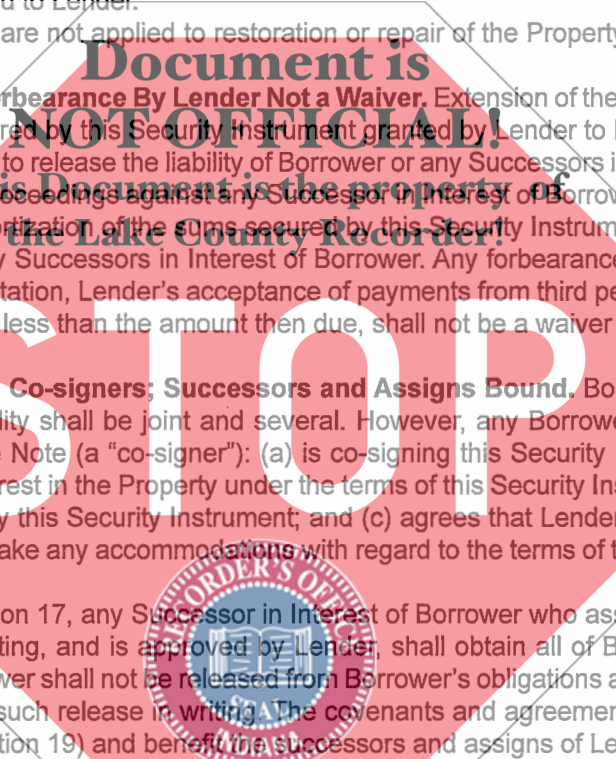 d to Lender.
are not applied to restoration or repair of the Property
Document is
rbearance By Lender Not a Waiver. Extension of the
NOT OFFICIAL!
red by this Security Instrument granted by Lender to
to release the liability of Borrower or any Successors i
is Document is the property of
oceedings against any Successor in Interest of Borrow
the Lake County Recorder!
ortization of the sums secured by this Security Instrum
y Successors in Interest of Borrower. Any forbearance
tation, Lender's acceptance of payments from third pe
less than the amount then due, shall not be a waiver
STOP
Co-signers; Successors and Assigns Bound. Bo
lity shall be joint and several. However, any Borrowe
Note (a “co-signer”): (a) is co-signing this Security
rest in the Property under the terms of this Security Ins
y this Security Instrument; and (c) agrees that Lender
ake any accommodations with regard to the terms of t
RECORDER'S OFFIC
on 17, any Successor in Interest of Borrower who ass
ting, and is approved by Lender, shall obtain all of B
wer shall not be released from Borrower's obligations a
such release in writing. The covenants and agreemen
SEAL
tion 19) and benefit the successors and assigns of Le
INDIANA